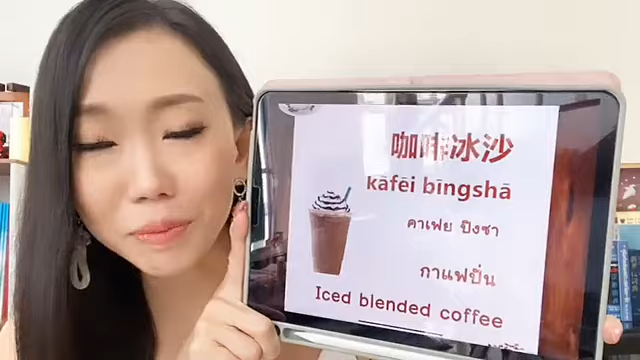 咖啡冰沙
kāfēi bīngshā
คาเฟย ปิงซา
กาแฟปั่น
Iced blended coffee